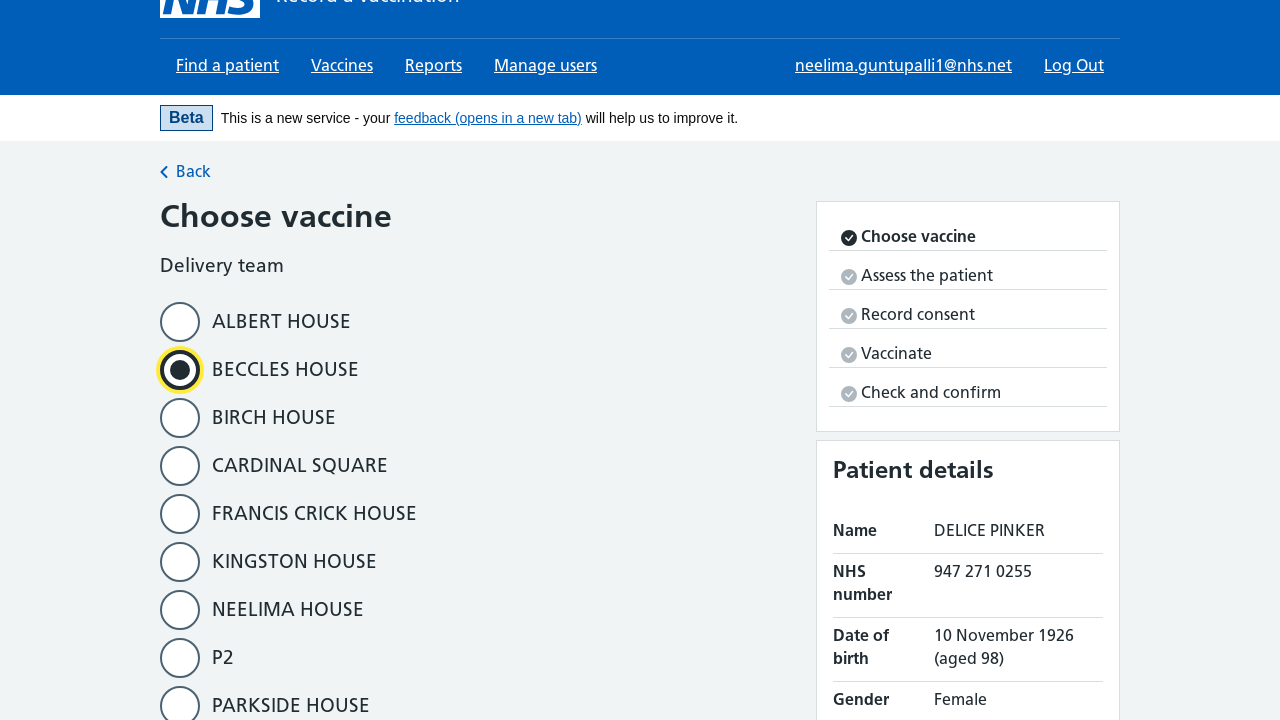 NHS Record a vaccination
Find a patient Vaccines Reports Manage users neelima.guntupalli1@nhs.net Log Out
Beta This is a new service - your feedback (opens in a new tab) will help us to improve it.
Back
Choose vaccine
Delivery team
ALBERT HOUSE
BECCLES HOUSE
BIRCH HOUSE
CARDINAL SQUARE
FRANCIS CRICK HOUSE
KINGSTON HOUSE
NEELIMA HOUSE
P2
PARKSIDE HOUSE
Choose vaccine
Assess the patient
Record consent
Vaccinate
Check and confirm
Patient details
Name DELICE PINKER
NHS number 947 271 0255
Date of birth 10 November 1926 (aged 98)
Gender Female